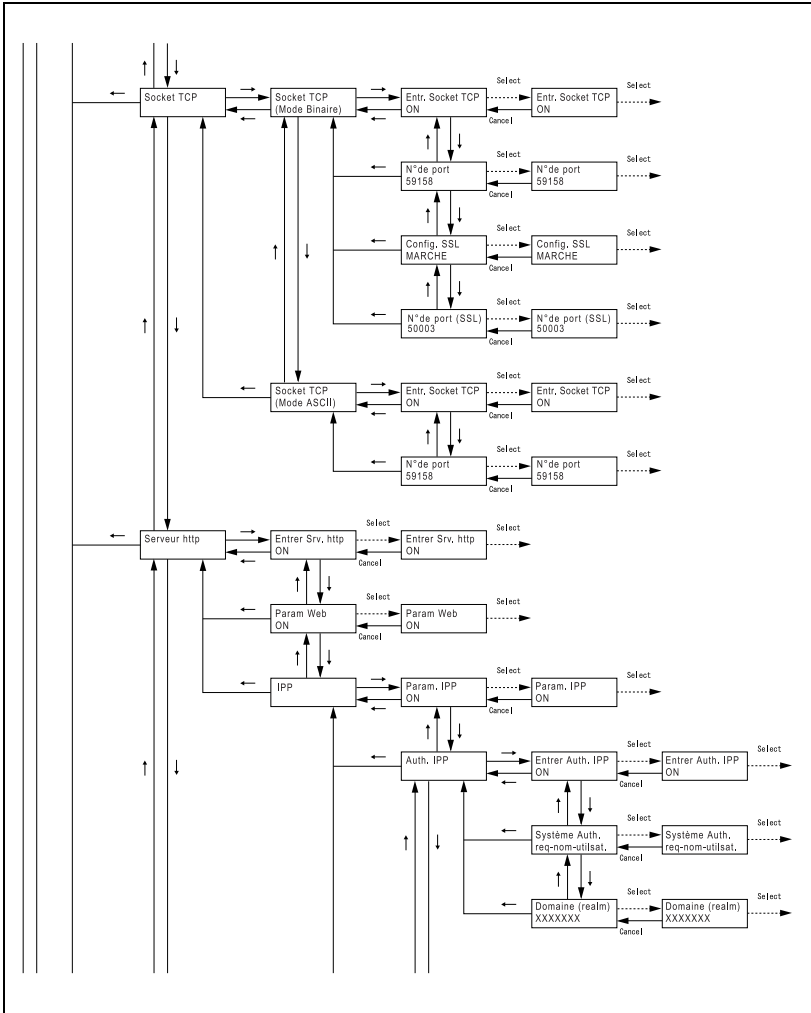 Select
Select
Socket TCP
Socket TCP
(Mode Binaire)
Entr. Socket TCP
ON
Entr. Socket TCP
ON
Cancel
Select
Select
N°de port
59158
N°de port
59158
Cancel
Select
Select
Config. SSL
MARCHE
Config. SSL
MARCHE
Cancel
Select
Select
N°de port (SSL)
50003
N°de port (SSL)
50003
Cancel
Select
Select
Socket TCP
(Mode ASCII)
Entr. Socket TCP
ON
Entr. Socket TCP
ON
Cancel
Select
Select
N°de port
59158
N°de port
59158
Cancel
Select
Select
Serveur http
Entrer Srv. http
ON
Entrer Srv. http
ON
Cancel
Select
Select
Param Web
ON
Param Web
ON
Cancel
Select
Select
IPP
Param. IPP
ON
Param. IPP
ON
Cancel
Select
Select
Auth. IPP
Entrer Auth. IPP
ON
Entrer Auth. IPP
ON
Cancel
Select
Select
Système Auth.
req-nom-utilsat.
Système Auth.
req-nom-utilsat.
Cancel
Select
Select
Domaine (realm)
XXXXXXX
Domaine (realm)
XXXXXXX
Cancel